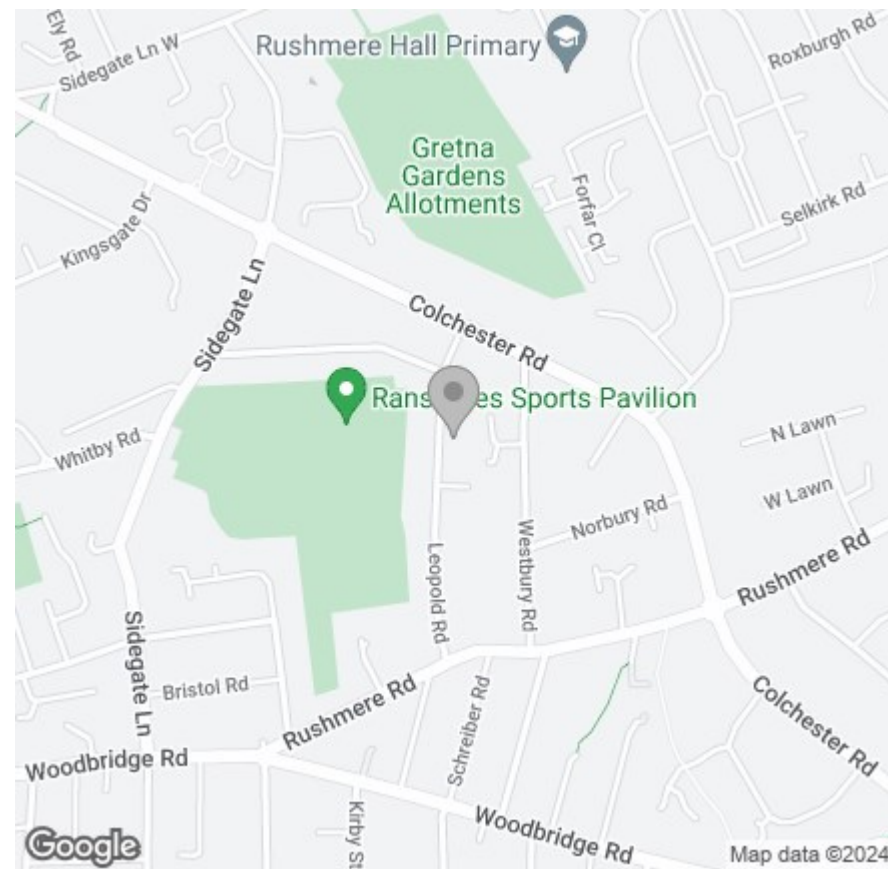 Ely Rd
Sidegate Ln W
Rushmere Hall Primary
Roxburgh Rd
Gretna
Gardens
Allotments
Forfar Cl
Selkirk Rd
Kingsgate Dr
Sidegate Ln
Colchester Rd
Sports Pavilion
Whitby Rd
N Lawn
W Lawn
Norbury Rd
Westbury Rd
Leopold Rd
Rushmere Rd
Sidegate Ln
Bristol Rd
Rushmere Rd
Schreiber Rd
Colchester Rd
Woodbridge Rd
Kirby St
Woodbridge Rd
Google
Map data ©2024